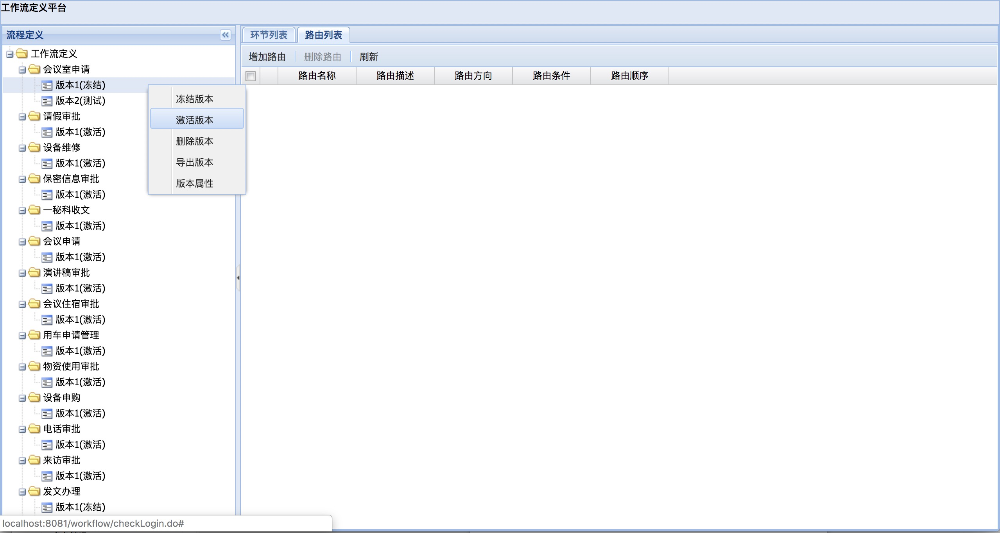 工作流定义平台
流程定义
环节列表
路由列表
增加路由
删除路由
刷新
路由名称
路由描述
路由方向
路由条件
路由顺序
工作流定义
会议室申请
版本1(冻结)
版本2(测试)
请假审批
版本1(激活)
设备维修
版本1(激活)
保密信息审批
版本1(激活)
一秘科收文
版本1(激活)
会议申请
版本1(激活)
演讲稿审批
版本1(激活)
会议住宿审批
版本1(激活)
用车申请管理
版本1(激活)
物资使用审批
版本1(激活)
设备申购
版本1(激活)
电话审批
版本1(激活)
来访审批
版本1(激活)
发文办理
版本1(冻结)
冻结版本
激活版本
删除版本
导出版本
版本属性
localhost:8081/workflow/checkLogin.do#